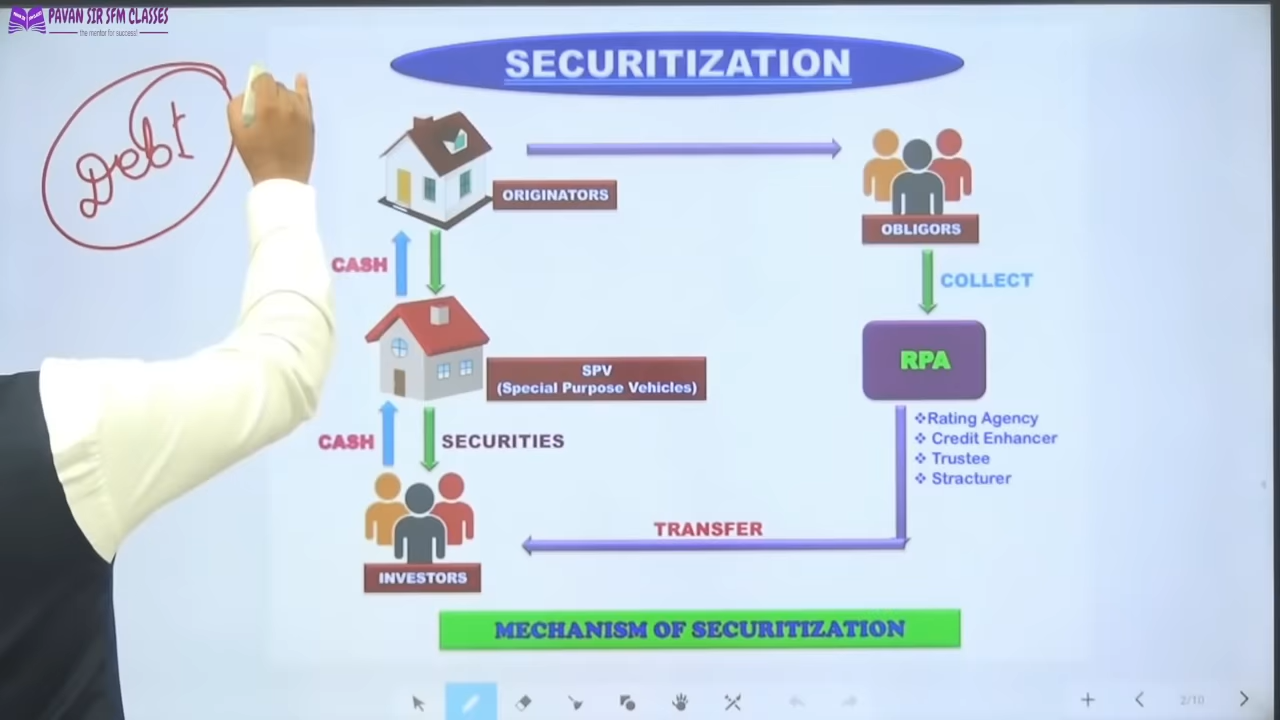 PAVAN SIR SFM CLASSES
the mentor for success!
SECURITIZATION
Debt
ORIGINATORS
OBLIGORS
CASH
COLLECT
RPA
SPV
(Special Purpose Vehicles)
❖Rating Agency
❖ Credit Enhancer
❖ Trustee
❖ Stracturer
CASH
SECURITIES
TRANSFER
INVESTORS
MECHANISM OF SECURITIZATION
2/10